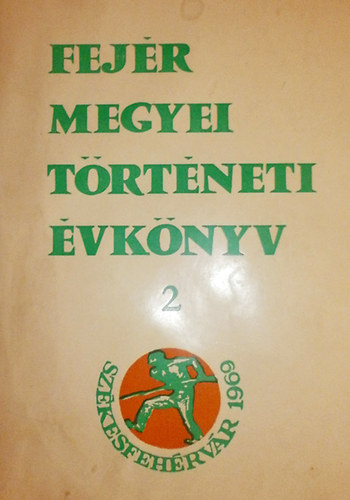 FEJÉR
MEGYEI
TÖRTÉNETI
ÉVKÖNYV
2
SZÉKESFEHÉRVÁR 1969